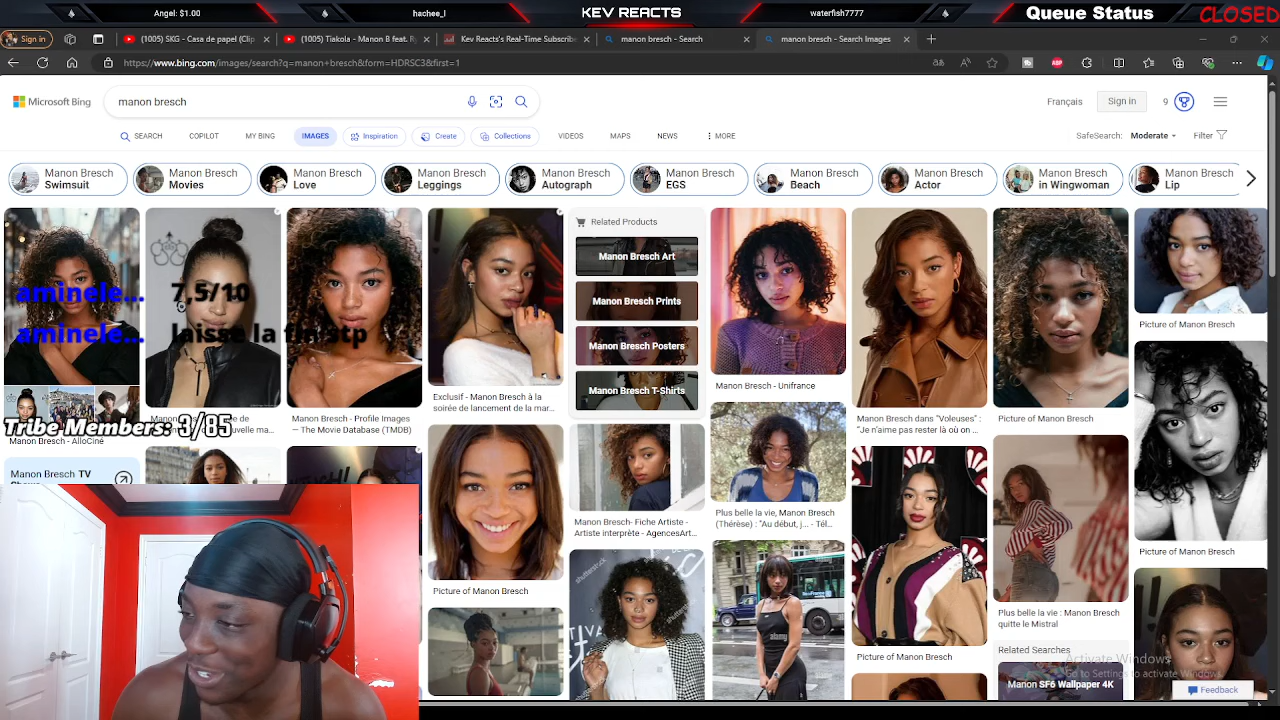 Angel: $1.00
hachee_l
KEV REACTS
waterfish7777
Queue Status
CLOSED
Sign in
(1005) SKG - Casa de papel (Clip
(1005) Tiakola - Manon B feat. R
Kev Reacts's Real-Time Subscribe
manon bresch - Search
manon bresch - Search Images
https://www.bing.com/images/search?q=manon+bresch&form=HDRSC3&first=1
Microsoft Bing
manon bresch
Français
Sign in
9
SEARCH
COPILOT
MY BING
IMAGES
Inspiration
Create
Collections
VIDEOS
MAPS
NEWS
MORE
SafeSearch: Moderate
Filter
Manon Bresch Swimsuit
Manon Bresch Movies
Manon Bresch Love
Manon Bresch Leggings
Manon Bresch Autograph
Manon Bresch EGS
Manon Bresch Beach
Manon Bresch Actor
Manon Bresch in Wingwoman
Manon Bresch Lip
Related Products
Manon Bresch Art
Manon Bresch Prints
Manon Bresch Posters
Manon Bresch T-Shirts
aminele... 7,5/10
aminele... laisse la fin stp
Tribe Members: 3/85
Manon Bresch - AlloCiné
Manon Bresch TV
Manon Bresch - Profile Images
— The Movie Database (TMDB)
Exclusif - Manon Bresch à la
soirée de lancement de la mar...
Manon Bresch - Unifrance
Manon Bresch dans "Voleuses" :
"Je n'aime pas rester là où on ...
Picture of Manon Bresch
Picture of Manon Bresch
Manon Bresch- Fiche Artiste -
Artiste interprète - AgencesArt...
Plus belle la vie, Manon Bresch
(Thérèse) : "Au début, j... - Tél...
Picture of Manon Bresch
Picture of Manon Bresch
Plus belle la vie : Manon Bresch
quitte le Mistral
Picture of Manon Bresch
Related Searches
Manon SF6 Wallpaper 4K
alamy
Activate Windows
Go to Settings to activate Windows.
Feedback